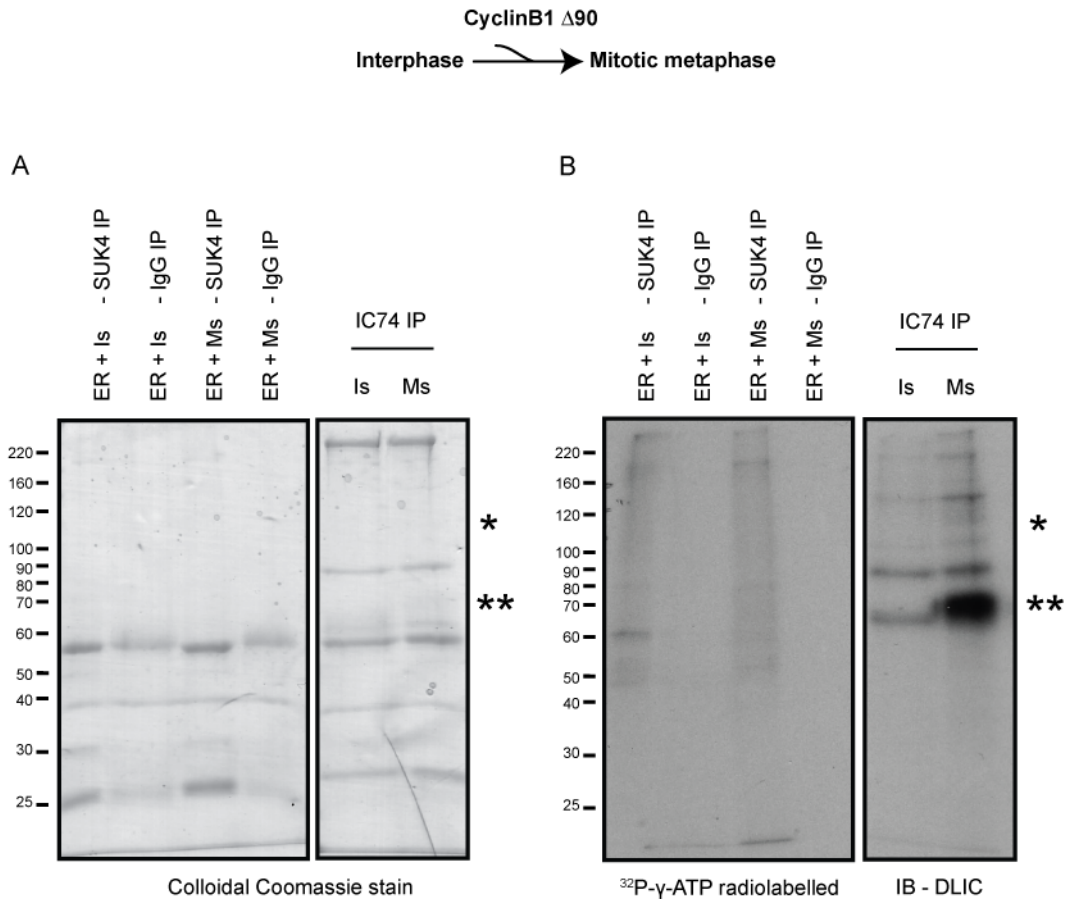 CyclinB1 Δ90
Interphase Mitotic metaphase
A
B
ER + Is - SUK4 IP
ER + Is - IgG IP
ER + Ms - SUK4 IP
ER + Ms - IgG IP
IC74 IP
Is Ms
220
160
120
100
90
80
70
60
50
40
30
25
*
**
Colloidal Coomassie stain
ER + Is - SUK4 IP
ER + Is - IgG IP
ER + Ms - SUK4 IP
ER + Ms - IgG IP
IC74 IP
Is Ms
220
160
120
100
90
80
70
60
50
40
30
25
*
**
³²P-γ-ATP radiolabelled
IB - DLIC